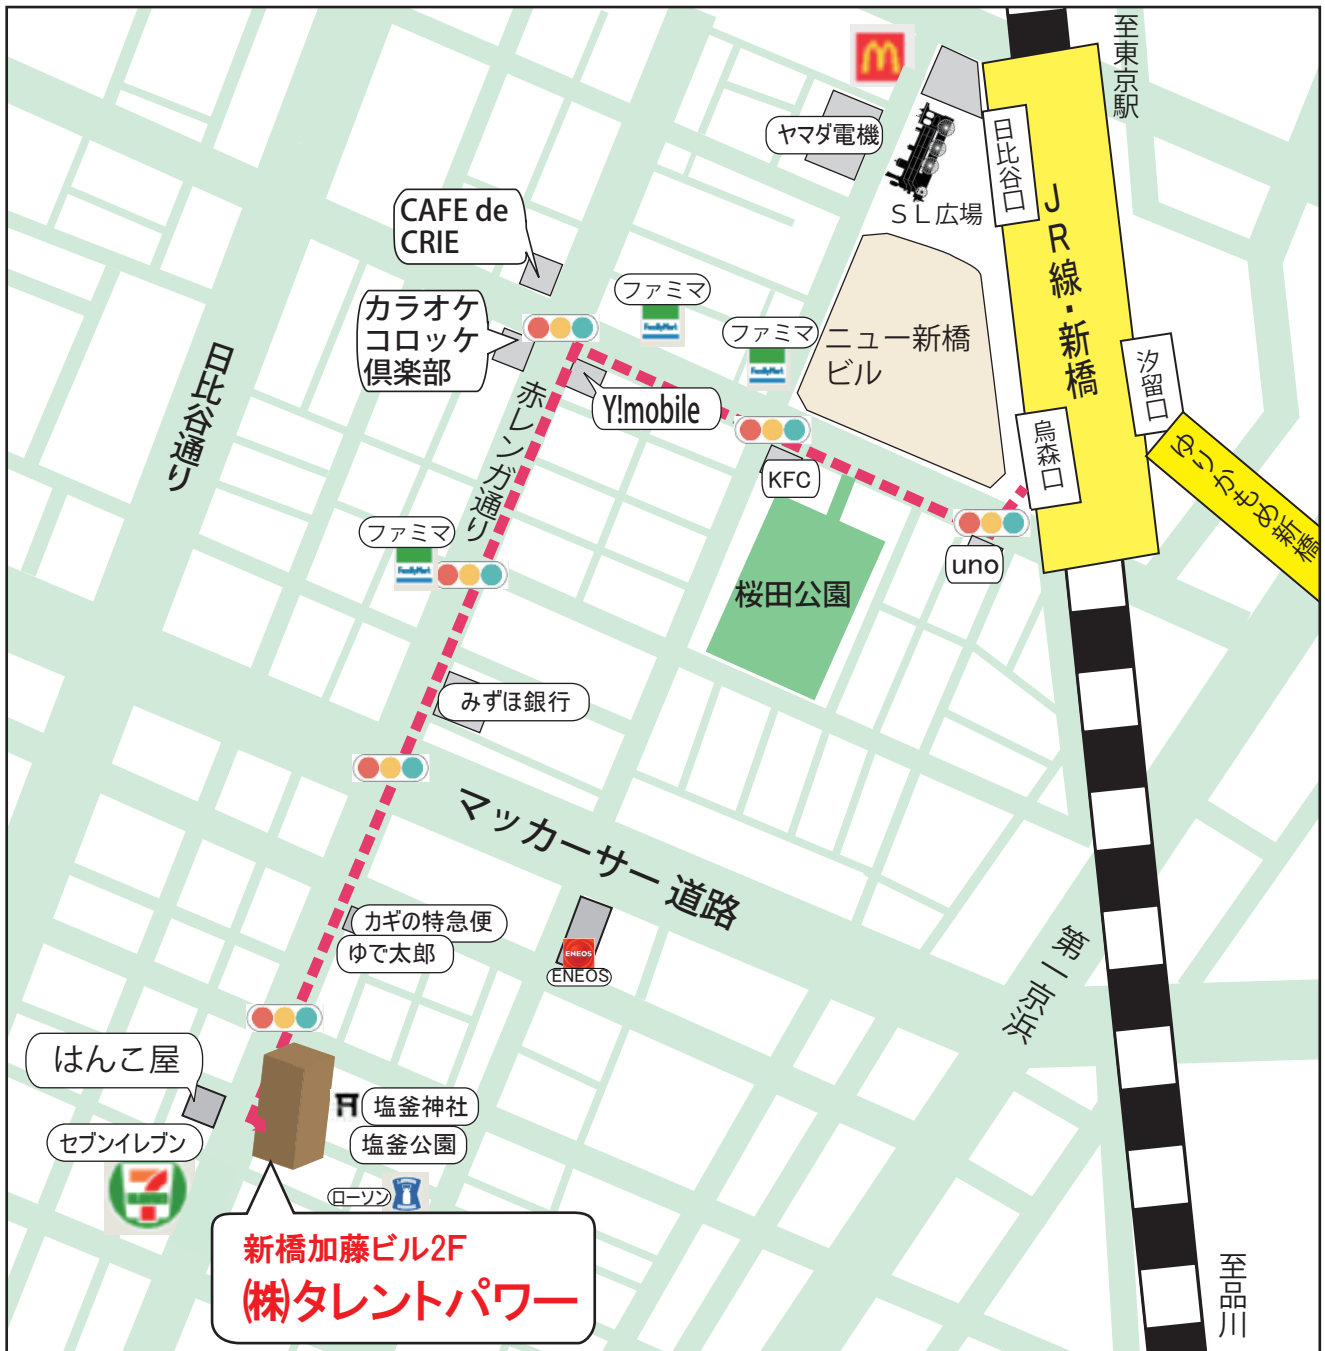 至東京駅
ヤマダ電機
日比谷口
SL広場
JR線・新橋
CAFE de
CRIE
ファミマ
FamilyMart
カラオケ
コロッケ
倶楽部
ファミマ
FamilyMart
ニュー新橋
ビル
汐留口
日比谷通り
赤レンガ通り
Y!mobile
烏森口
ゆりかもめ新橋
KFC
ファミマ
FamilyMart
uno
桜田公園
みずほ銀行
マッカーサー 道路
カギの特急便
ゆで太郎
ENEOS
ENEOS
第一京浜
はんこ屋
塩釜神社
セブンイレブン
塩釜公園
ローソン
新橋加藤ビル2F
㈱タレントパワー
至品川